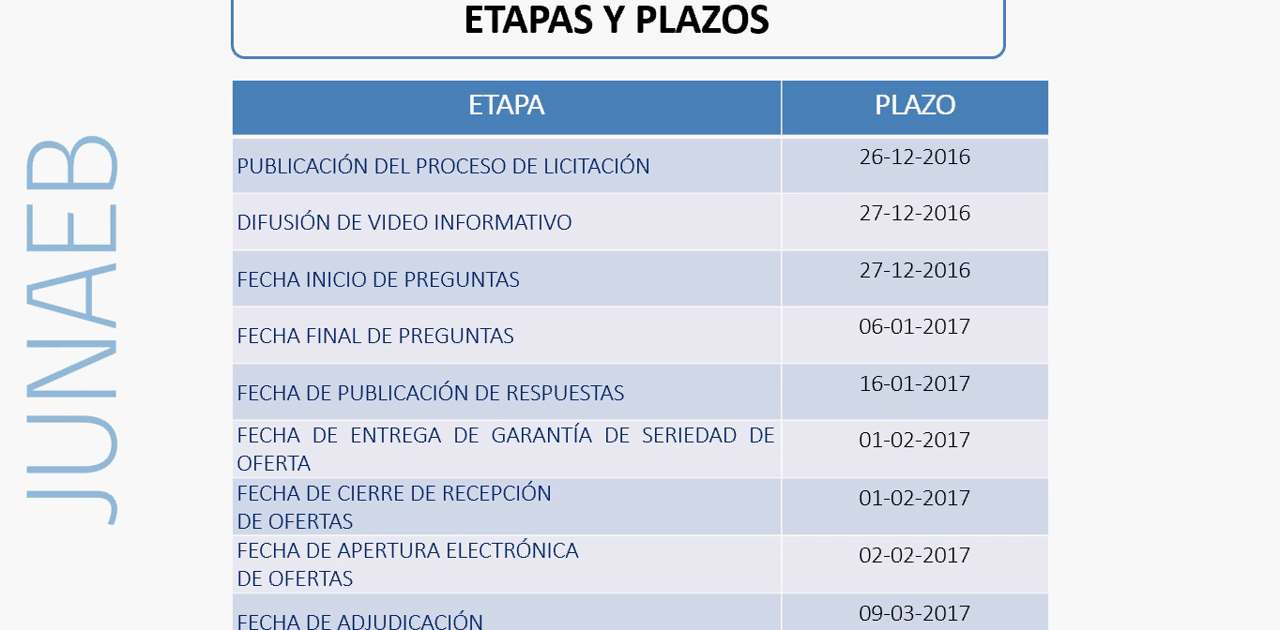 ETAPAS Y PLAZOS
JUNAEB
ETAPA PLAZO
PUBLICACIÓN DEL PROCESO DE LICITACIÓN 26-12-2016
DIFUSIÓN DE VIDEO INFORMATIVO 27-12-2016
FECHA INICIO DE PREGUNTAS 27-12-2016
FECHA FINAL DE PREGUNTAS 06-01-2017
FECHA DE PUBLICACIÓN DE RESPUESTAS 16-01-2017
FECHA DE ENTREGA DE GARANTÍA DE SERIEDAD DE
OFERTA 01-02-2017
FECHA DE CIERRE DE RECEPCIÓN
DE OFERTAS 01-02-2017
FECHA DE APERTURA ELECTRÓNICA
DE OFERTAS 02-02-2017
FECHA DE ADJUDICACIÓN 09-03-2017